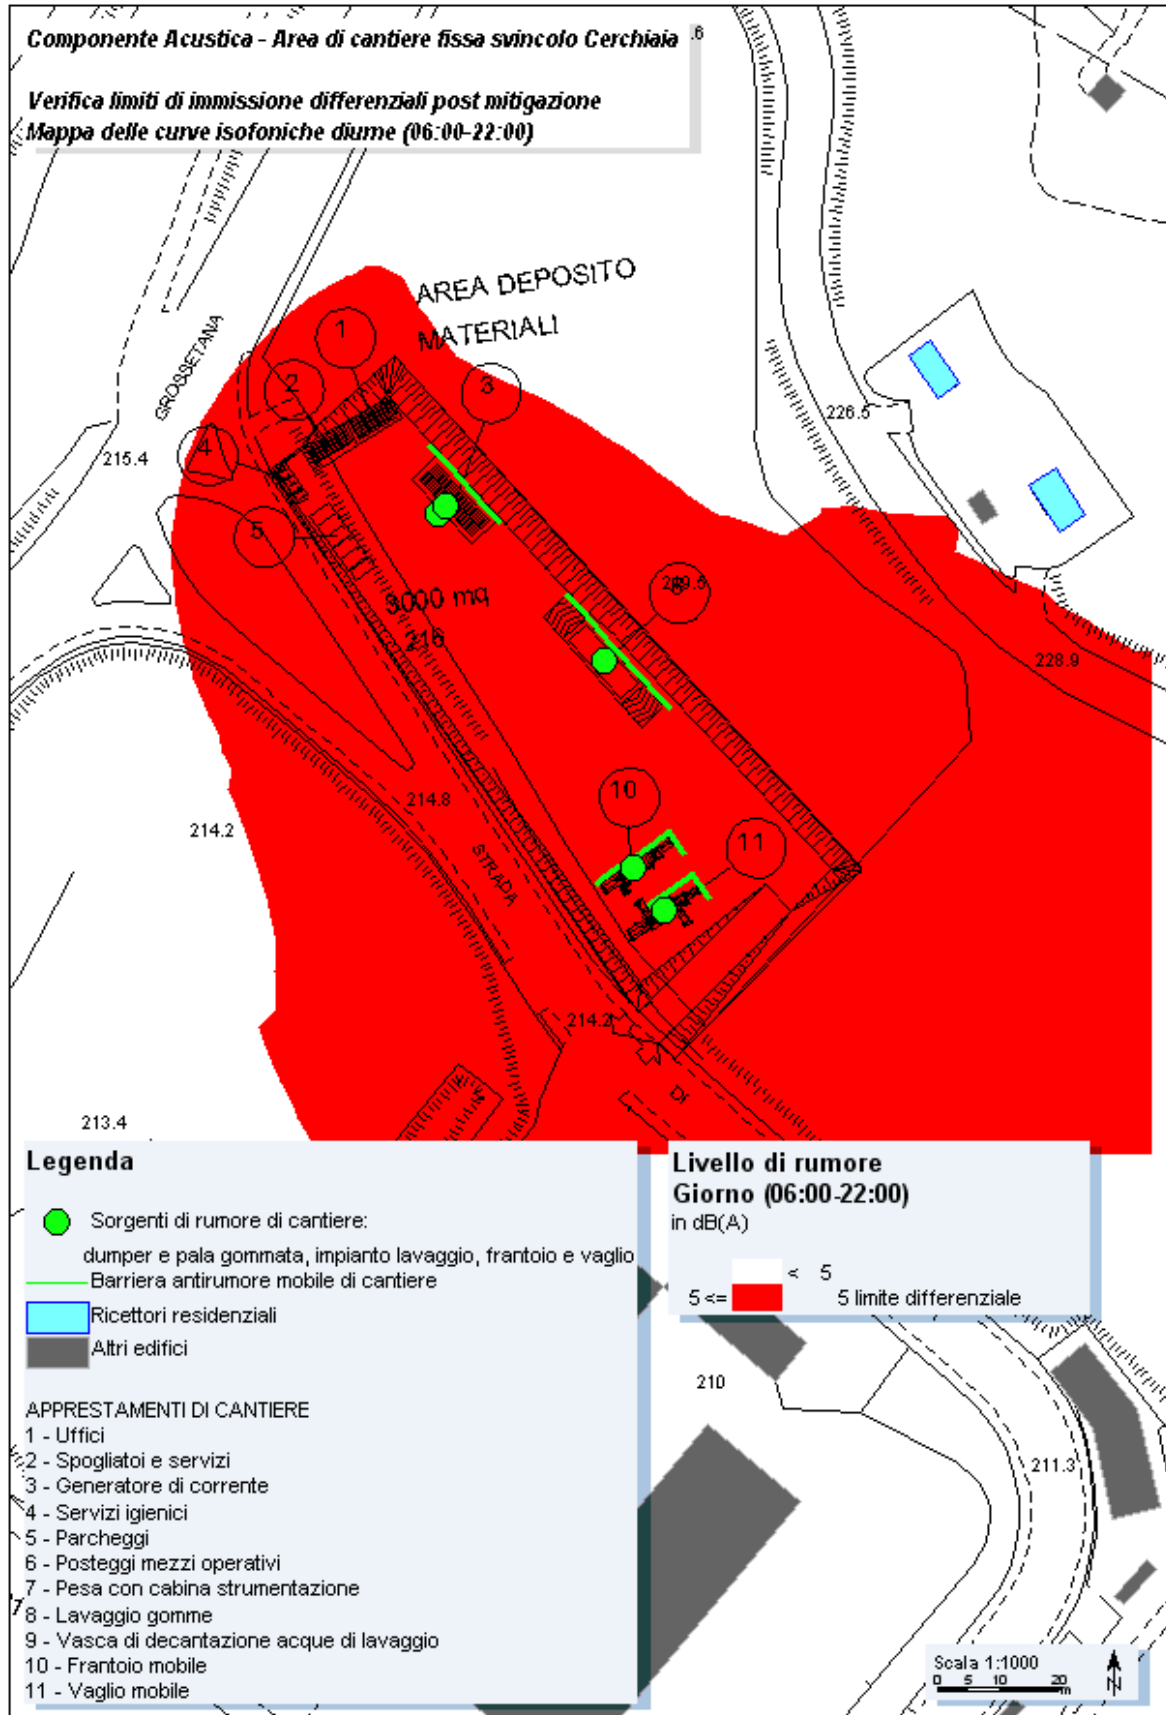 Componente Acustica - Area di cantiere fissa svincolo Cerchiaia
.6
Verifica limiti di immissione differenziali post mitigazione
Mappa delle curve isofoniche diurne (06:00-22:00)
AREA DEPOSITO
MATERIALI
GROSSETANA
1
2
3
4
5
215.4
226.5
8
3000 mq
216
228.9
10
11
214.8
214.2
STRADA
214.2
DI
213.4
Legenda
Sorgenti di rumore di cantiere:
dumper e pala gommata, impianto lavaggio, frantoio e vaglio
Barriera antirumore mobile di cantiere
Ricettori residenziali
Altri edifici
APPRESTAMENTI DI CANTIERE
1 - Uffici
2 - Spogliatoi e servizi
3 - Generatore di corrente
4 - Servizi igienici
5 - Parcheggi
6 - Posteggi mezzi operativi
7 - Pesa con cabina strumentazione
8 - Lavaggio gomme
9 - Vasca di decantazione acque di lavaggio
10 - Frantoio mobile
11 - Vaglio mobile
Livello di rumore
Giorno (06:00-22:00)
in dB(A)
< 5
5 <= 5 limite differenziale
210
211.3
Scala 1:1000
0 5 10 20
m
N